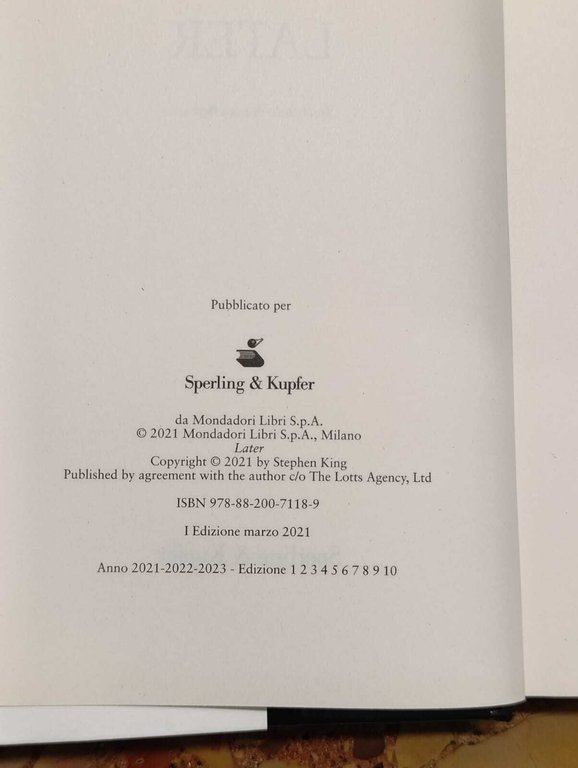 Pubblicato per
Sperling & Kupfer
da Mondadori Libri S.p.A.
© 2021 Mondadori Libri S.p.A., Milano
Later
Copyright © 2021 by Stephen King
Published by agreement with the author c/o The Lotts Agency, Ltd
ISBN 978-88-200-7118-9
I Edizione marzo 2021
Anno 2021-2022-2023 - Edizione 1 2 3 4 5 6 7 8 9 10